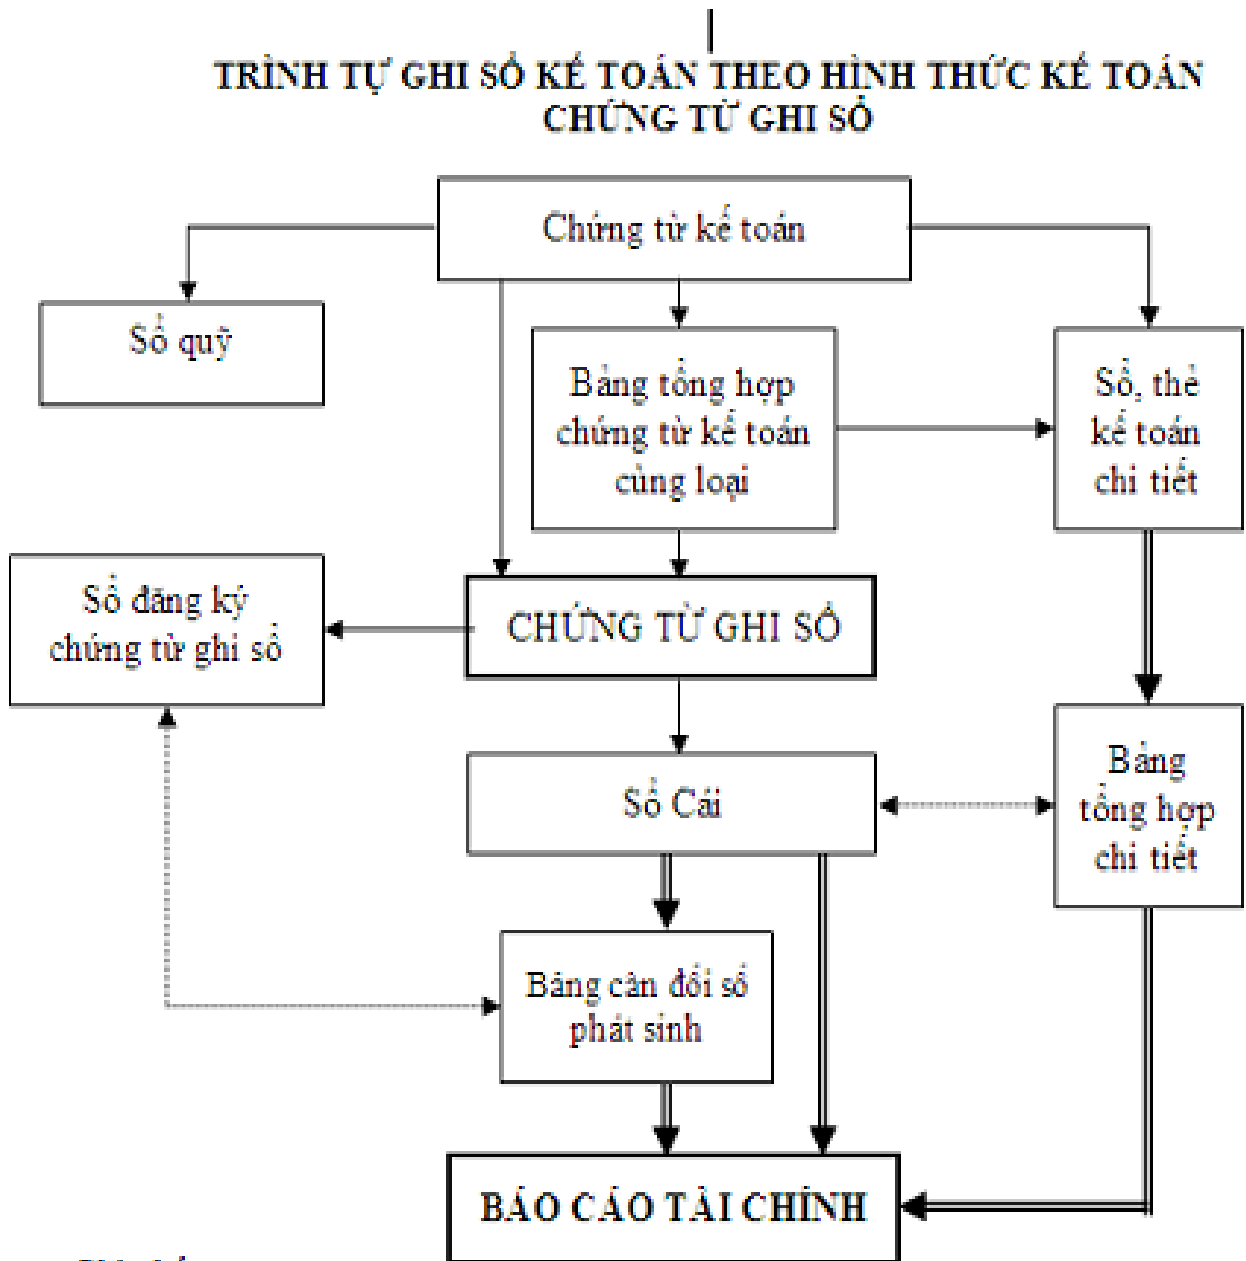 TRÌNH TỰ GHI SỔ KẾ TOÁN THEO HÌNH THỨC KẾ TOÁN
CHỨNG TỪ GHI SỔ
Chứng từ kế toán
Sổ quỹ
Bảng tổng hợp
chứng từ kế toán
cùng loại
Sổ, thẻ
kế toán
chi tiết
Sổ đăng ký
chứng từ ghi sổ
CHỨNG TỪ GHI SỔ
Sổ Cái
Bảng
tổng hợp
chi tiết
Bảng cân đối số
phát sinh
BÁO CÁO TÀI CHÍNH